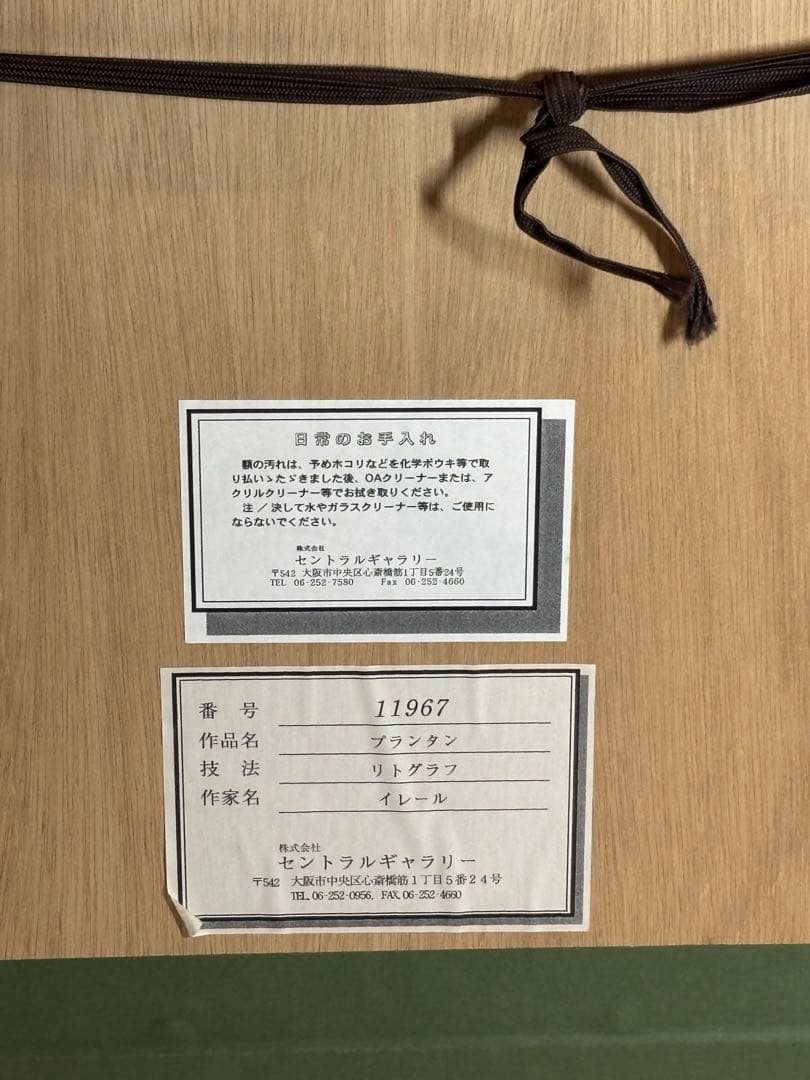 日常のお手入れ
額の汚れは、予めホコリなどを化学ボウキ等で取
り払いゝたゞきました後、OAクリーナーまたは、ア
クリルクリーナー等でお拭き取りください。
注／決して水やガラスクリーナー等は、ご使用に
ならないでください。
株式会社
セントラルギャラリー
〒542 大阪市中央区心斎橋筋1丁目5番24号
TEL 06-252-7580 Fax 06-252-4660
番号 11967
作品名 プランタン
技法 リトグラフ
作家名 イレール
株式会社
セントラルギャラリー
〒542 大阪市中央区心斎橋筋1丁目5番24号
TEL. 06-252-0956, FAX. 06-252-4660